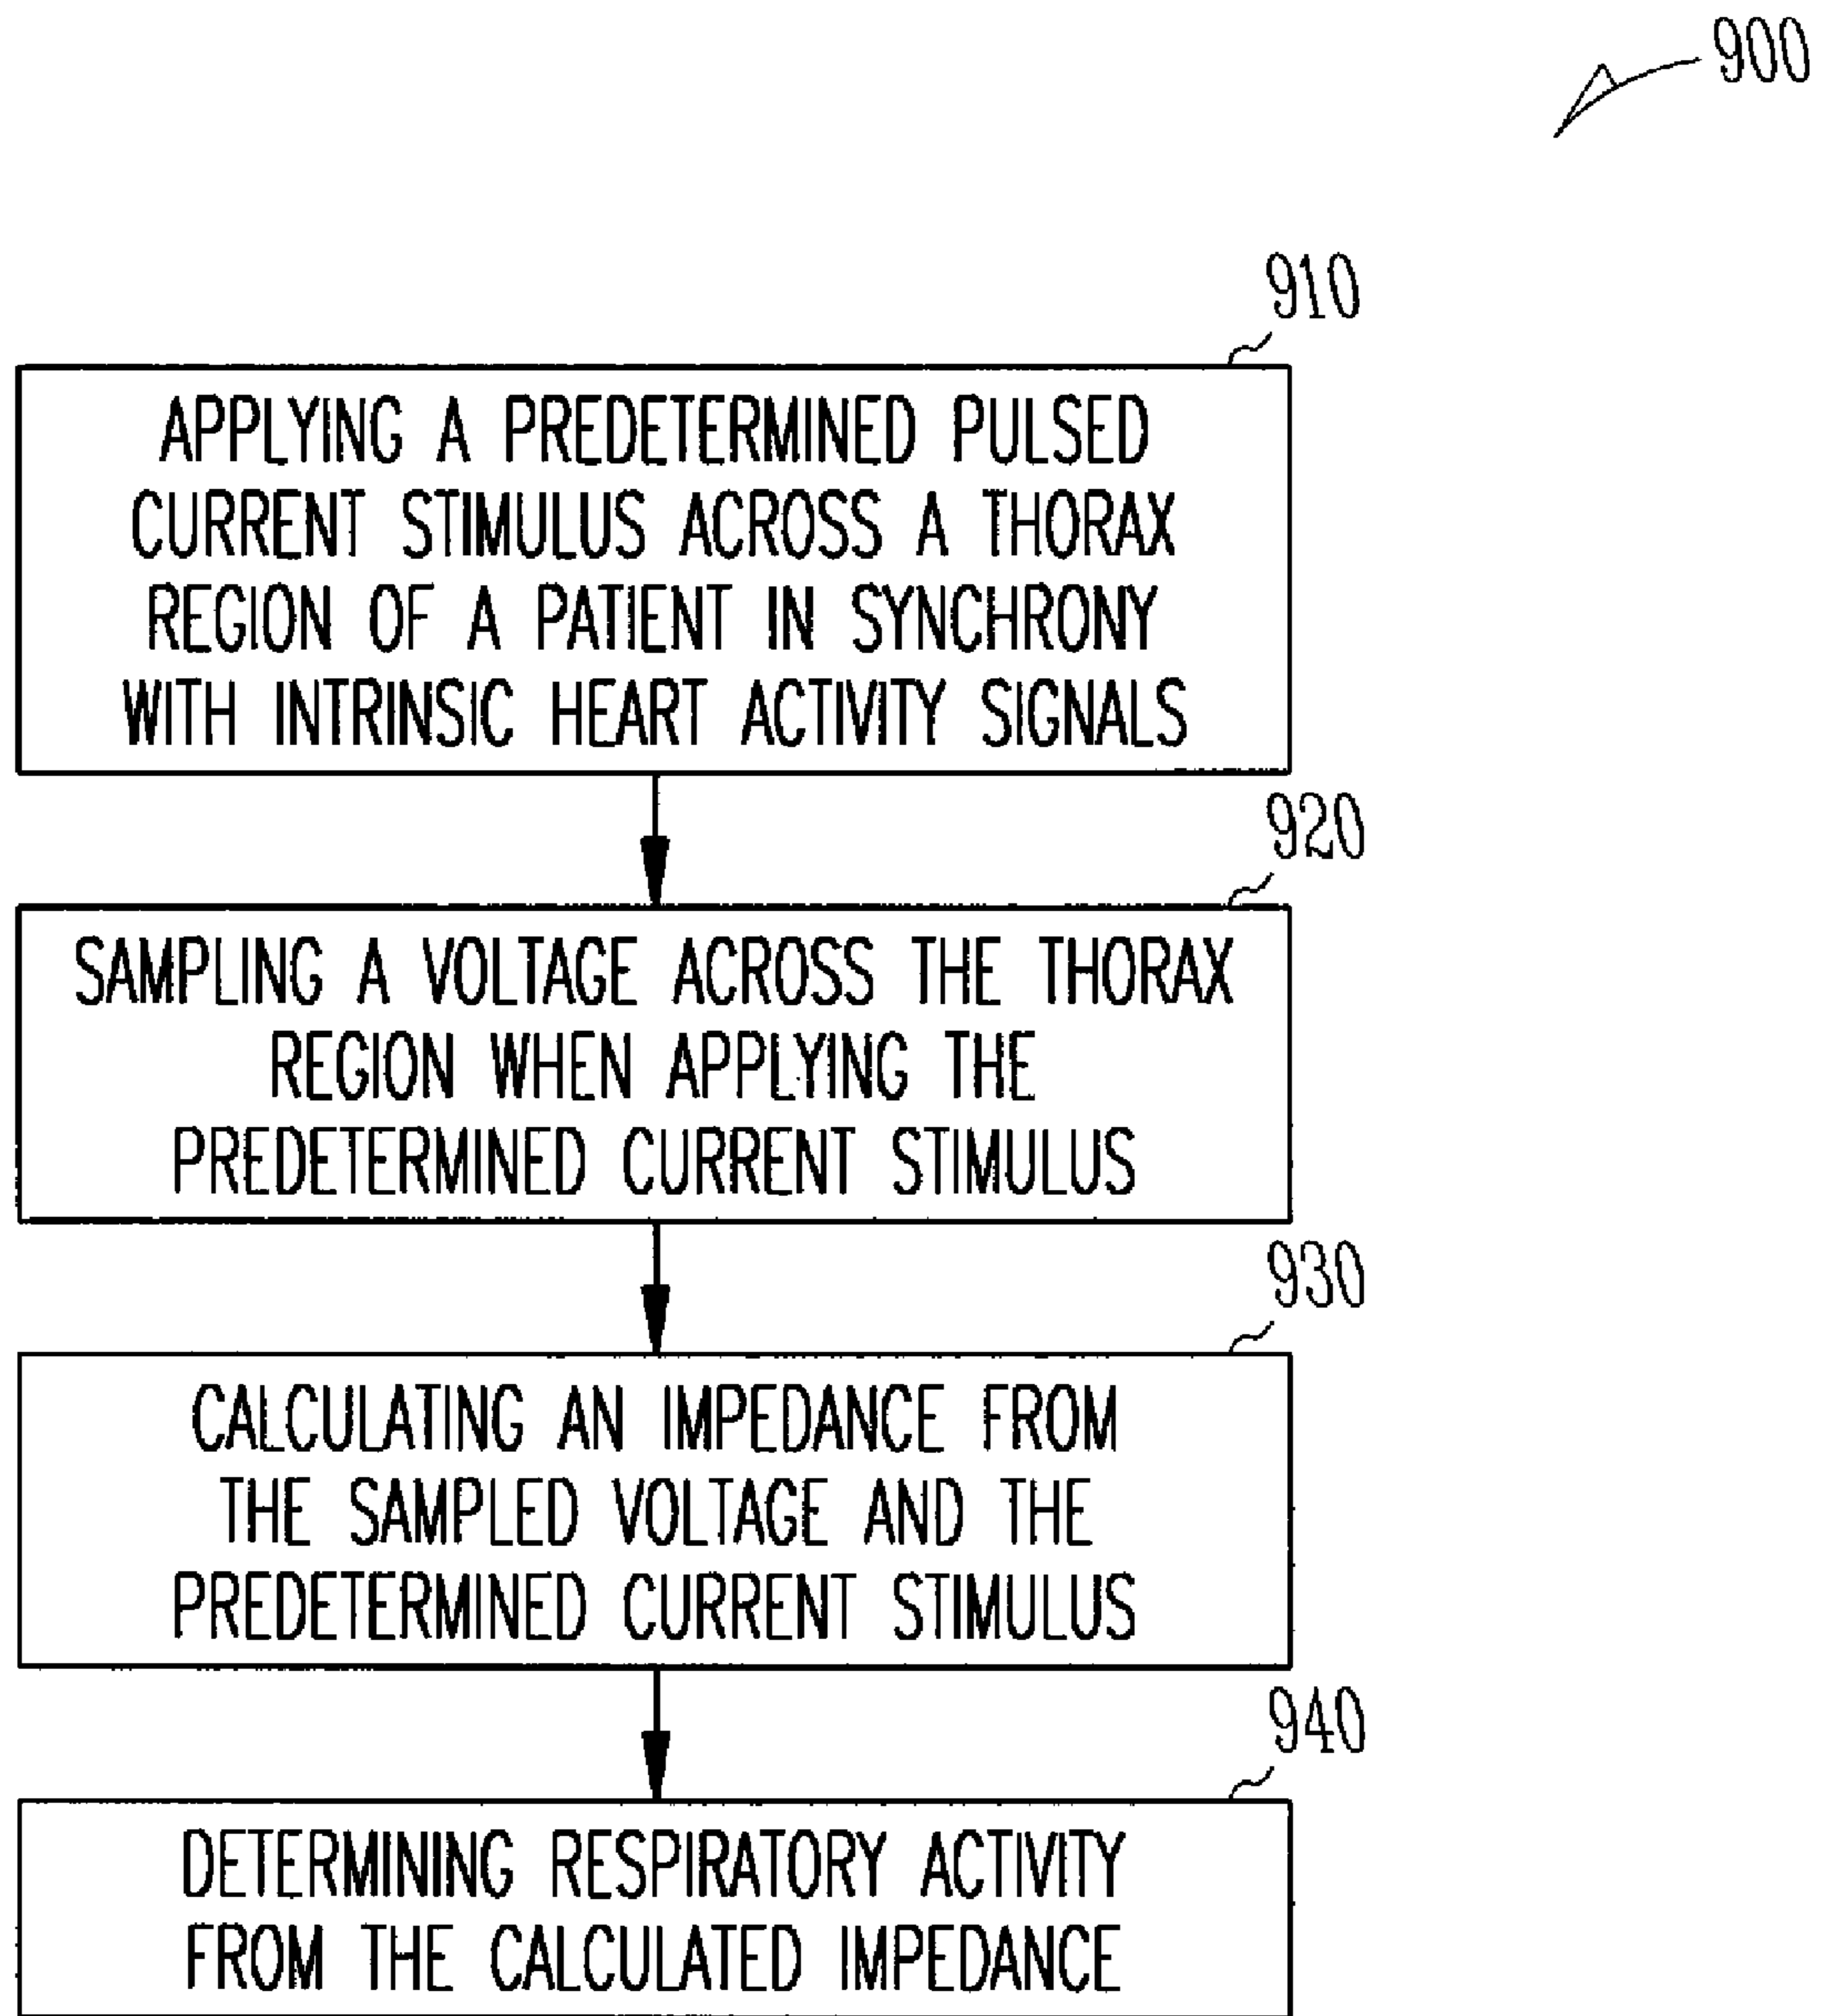 900
910
APPLYING A PREDETERMINED PULSED
CURRENT STIMULUS ACROSS A THORAX
REGION OF A PATIENT IN SYNCHRONY
WITH INTRINSIC HEART ACTIVITY SIGNALS
920
SAMPLING A VOLTAGE ACROSS THE THORAX
REGION WHEN APPLYING THE
PREDETERMINED CURRENT STIMULUS
930
CALCULATING AN IMPEDANCE FROM
THE SAMPLED VOLTAGE AND THE
PREDETERMINED CURRENT STIMULUS
940
DETERMINING RESPIRATORY ACTIVITY
FROM THE CALCULATED IMPEDANCE